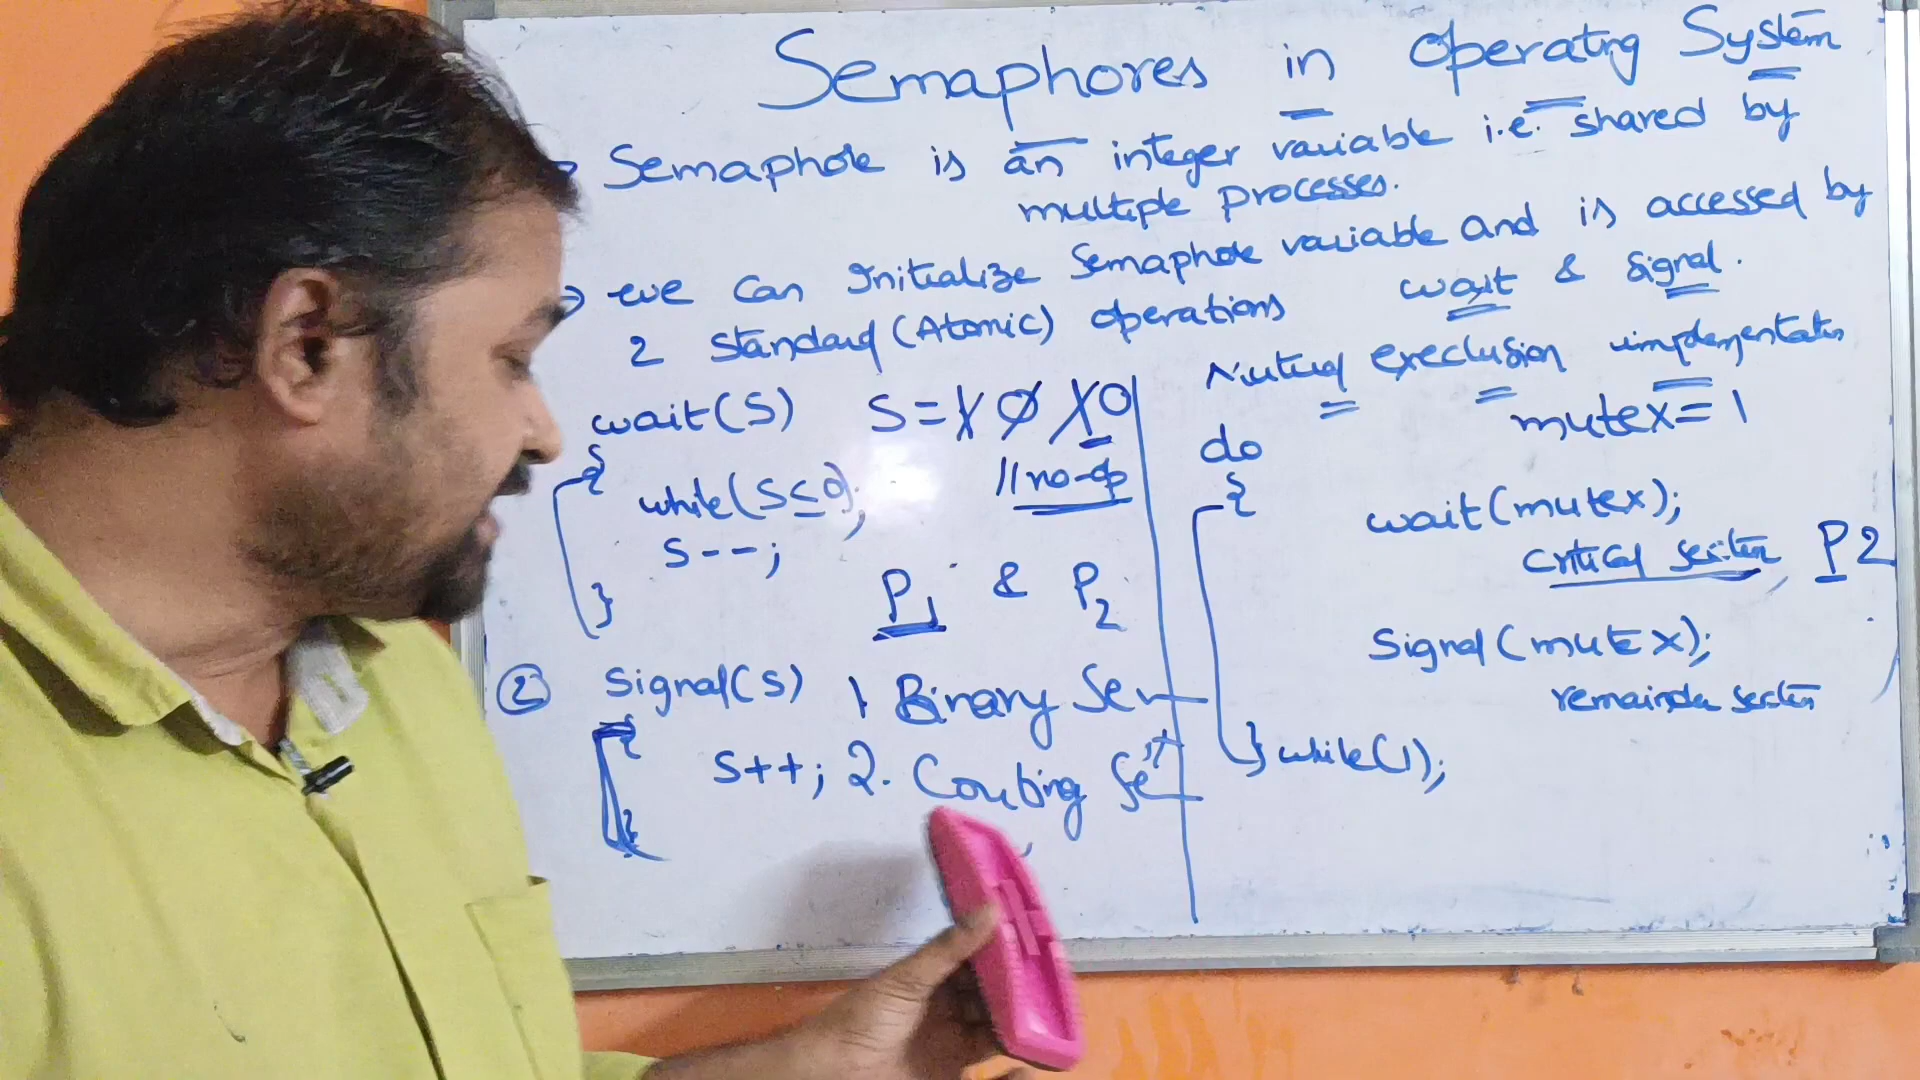 Semaphores in Operating System
Semaphore is an integer variable i.e. shared by
multiple processes.
we can initialize semaphore variable and is accessed by
2 standard (Atomic) operations wait & signal.
wait(S) S = 1 0 1 0
{
while(S ≤ 0); // no-op
S--;
}
P1 & P2
② Signal(S)
{
S++;
}
1 Binary Sem
2. Counting Se
Mutual execlusion implementation
mutex = 1
do
{
wait(mutex);
critical section P2
Signal(mutex);
remainder section
} while(1);